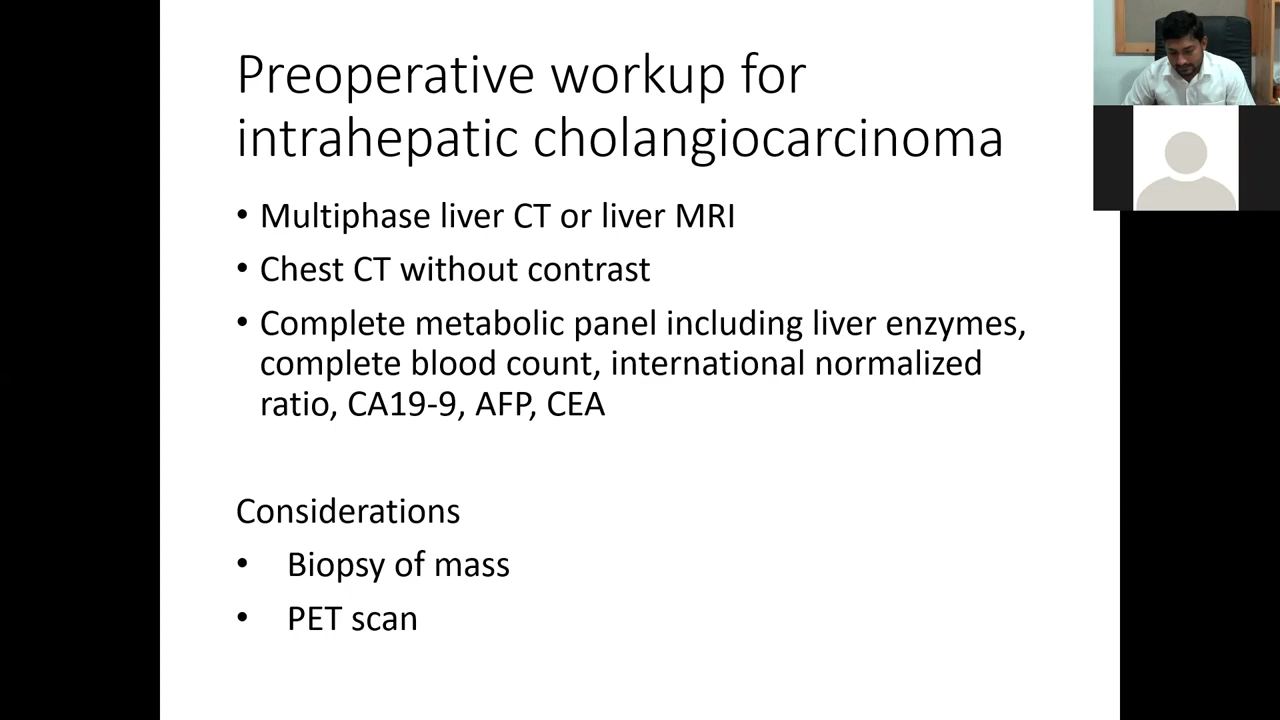 Preoperative workup for
intrahepatic cholangiocarcinoma
• Multiphase liver CT or liver MRI
• Chest CT without contrast
• Complete metabolic panel including liver enzymes,
complete blood count, international normalized
ratio, CA19-9, AFP, CEA
Considerations
• Biopsy of mass
• PET scan